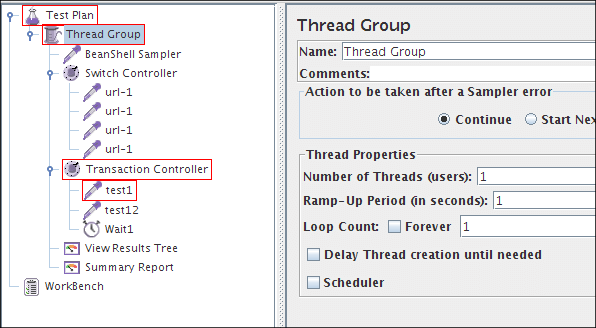 Test Plan
Thread Group
BeanShell Sampler
Switch Controller
url-1
url-1
url-1
url-1
Transaction Controller
test1
test12
Wait1
View Results Tree
Summary Report
WorkBench
Thread Group
Name: Thread Group
Comments:
Action to be taken after a Sampler error
Continue Start Nex
Thread Properties
Number of Threads (users): 1
Ramp-Up Period (in seconds): 1
Loop Count: Forever 1
Delay Thread creation until needed
Scheduler